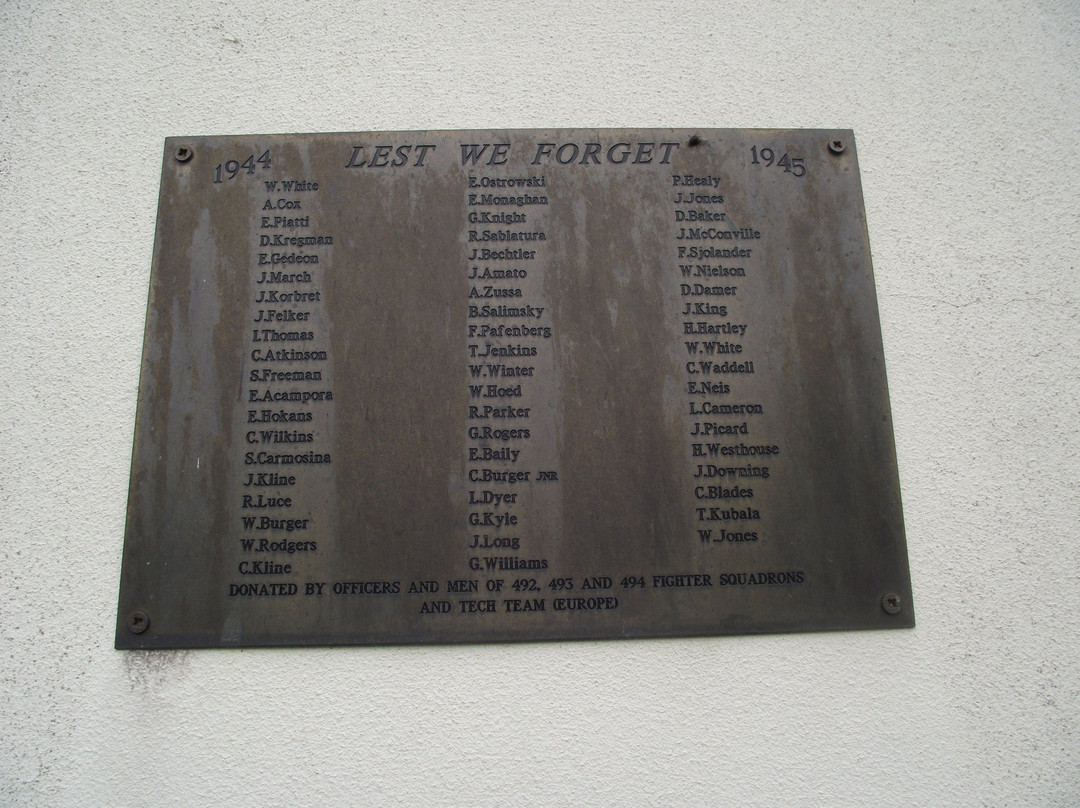 1944 LEST WE FORGET 1945
W.White
A.Cox
E.Piatti
D.Kregman
E.Gedeon
J.March
J.Korbret
J.Felker
I.Thomas
C.Atkinson
S.Freeman
E.Acampora
E.Hokans
C.Wilkins
S.Carmosina
J.Kline
R.Luce
W.Burger
W.Rodgers
C.Kline
E.Ostrowski
E.Monaghan
G.Knight
R.Sablatura
J.Bechtler
J.Amato
A.Zussa
B.Salimsky
F.Pafenberg
T.Jenkins
W.Winter
W.Hoed
R.Parker
G.Rogers
E.Baily
C.Burger JNR
L.Dyer
G.Kyle
J.Long
G.Williams
P.Healy
J.Jones
D.Baker
J.McConville
F.Sjolander
W.Nielson
D.Damer
J.King
H.Hartley
W.White
C.Waddell
E.Neis
L.Cameron
J.Picard
H.Westhouse
J.Downing
C.Blades
T.Kubala
W.Jones
DONATED BY OFFICERS AND MEN OF 492, 493 AND 494 FIGHTER SQUADRONS
AND TECH TEAM (EUROPE)